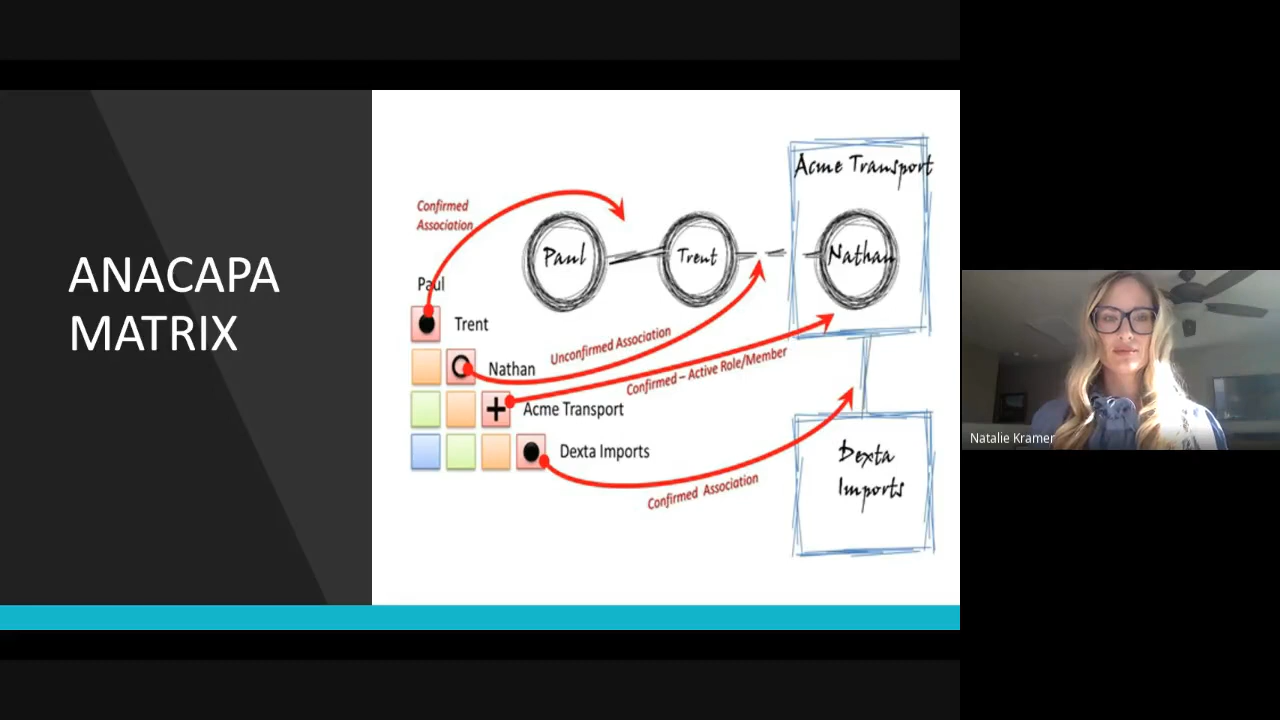 ANACAPA
MATRIX
Confirmed
Association
Paul
Trent
Nathan
Acme Transport
Dexta Imports
Unconfirmed Association
Confirmed – Active Role/Member
Confirmed Association
Paul
Trent
Acme Transport
Nathan
Dexta
Imports
Natalie Kramer